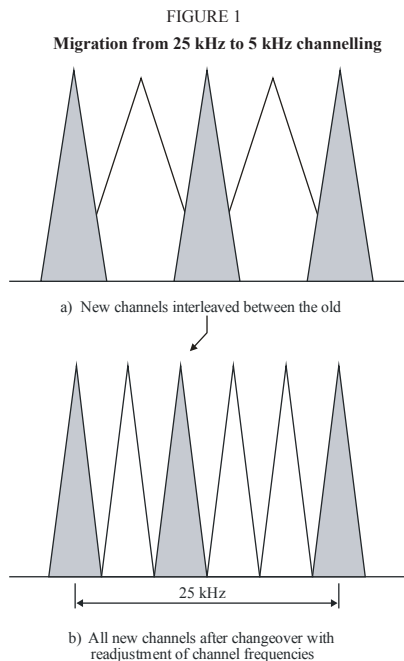 FIGURE 1
Migration from 25 kHz to 5 kHz channelling
a) New channels interleaved between the old
25 kHz
b) All new channels after changeover with
readjustment of channel frequencies